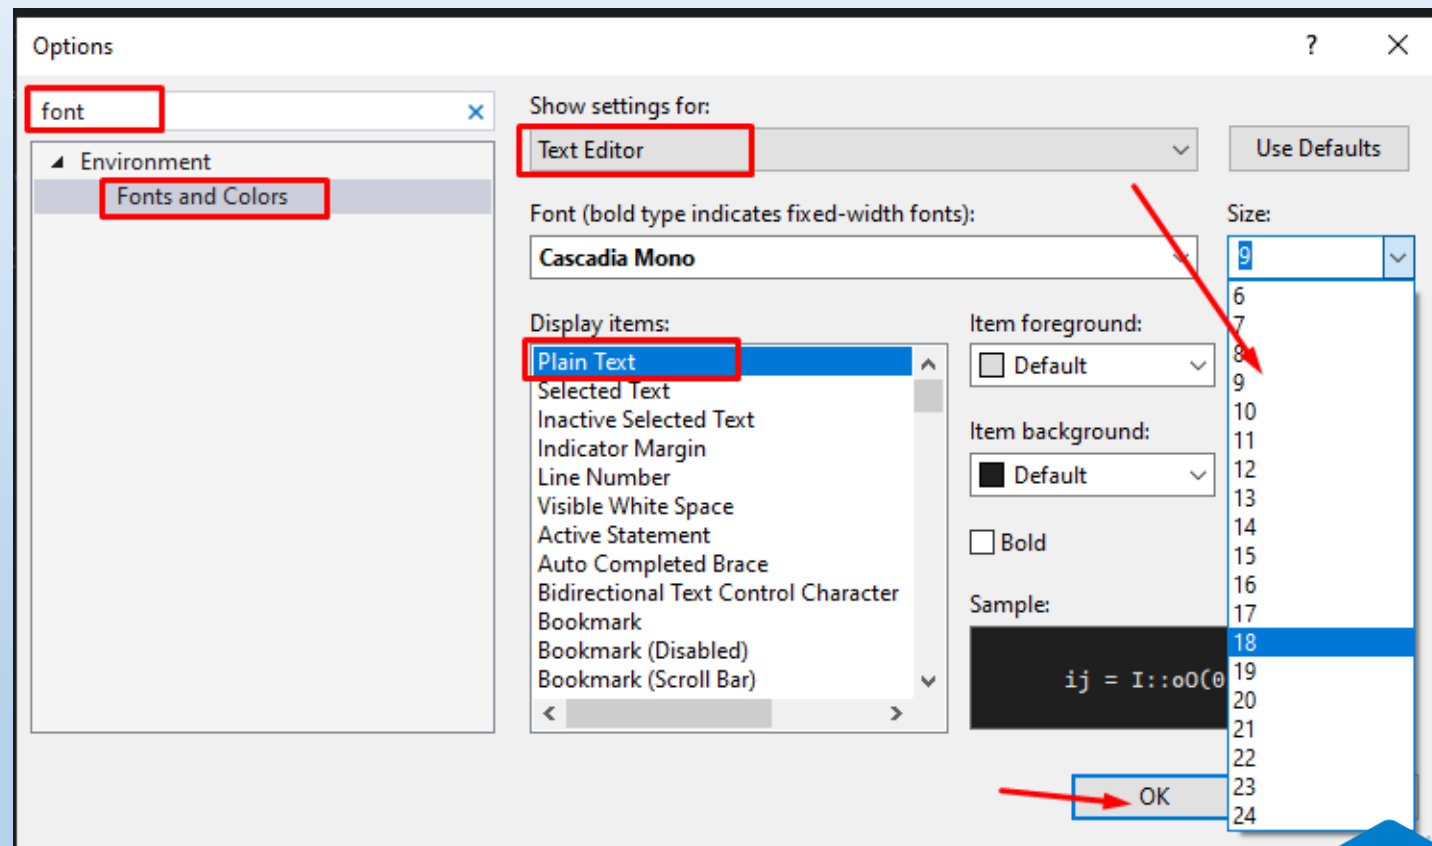 Options
?
font
Environment
Fonts and Colors
Show settings for:
Text Editor
Use Defaults
Font (bold type indicates fixed-width fonts):
Size:
Cascadia Mono
9
Display items:
Plain Text
Selected Text
Inactive Selected Text
Indicator Margin
Line Number
Visible White Space
Active Statement
Auto Completed Brace
Bidirectional Text Control Character
Bookmark
Bookmark (Disabled)
Bookmark (Scroll Bar)
Item foreground:
Default
Item background:
Default
Bold
Sample:
ij = I::oO(0
6
7
8
9
10
11
12
13
14
15
16
17
18
19
20
21
22
23
24
OK